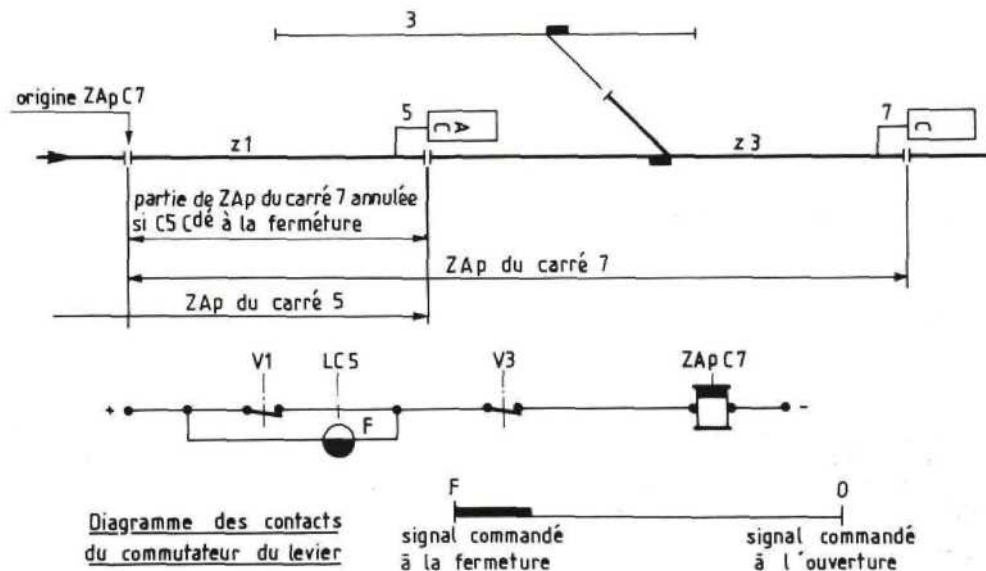 3
origine ZAp C7
5
A
C
7
C
z1
z3
partie de ZAp du carré 7 annulée
si C5 Cdé à la ferméture
ZAp du carré 7
ZAp du carré 5
V1
LC5
V3
ZAp C7
+
F
-
F
O
Diagramme des contacts
du commutateur du levier
signal commandé
à la fermeture
signal commandé
à l'ouverture